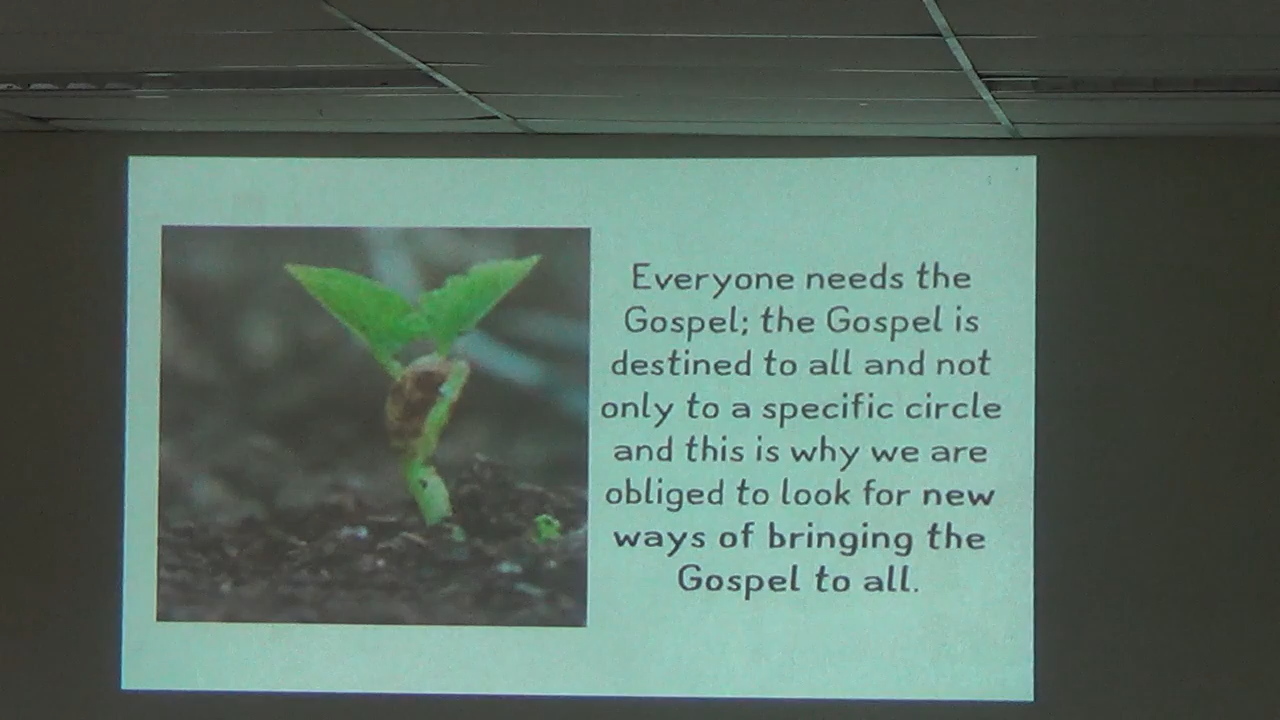 Everyone needs the
Gospel; the Gospel is
destined to all and not
only to a specific circle
and this is why we are
obliged to look for new
ways of bringing the
Gospel to all.